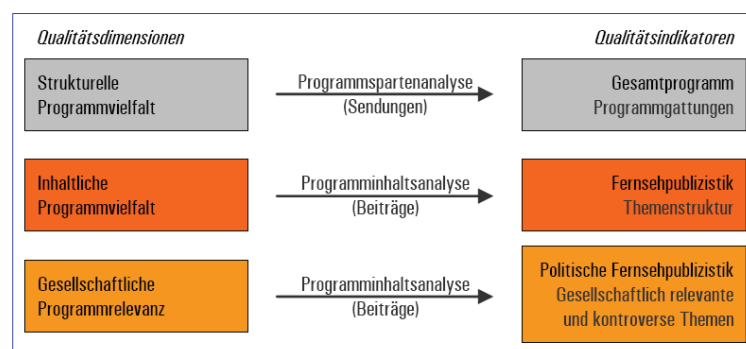 Qualitätsdimensionen
Qualitätsindikatoren
Strukturelle
Programmvielfalt
Programmspartenanalyse
(Sendungen)
Gesamtprogramm
Programmgattungen
Inhaltliche
Programmvielfalt
Programminhaltsanalyse
(Beiträge)
Fernsehpublizistik
Themenstruktur
Gesellschaftliche
Programmrelevanz
Programminhaltsanalyse
(Beiträge)
Politische Fernsehpublizistik
Gesellschaftlich relevante
und kontroverse Themen